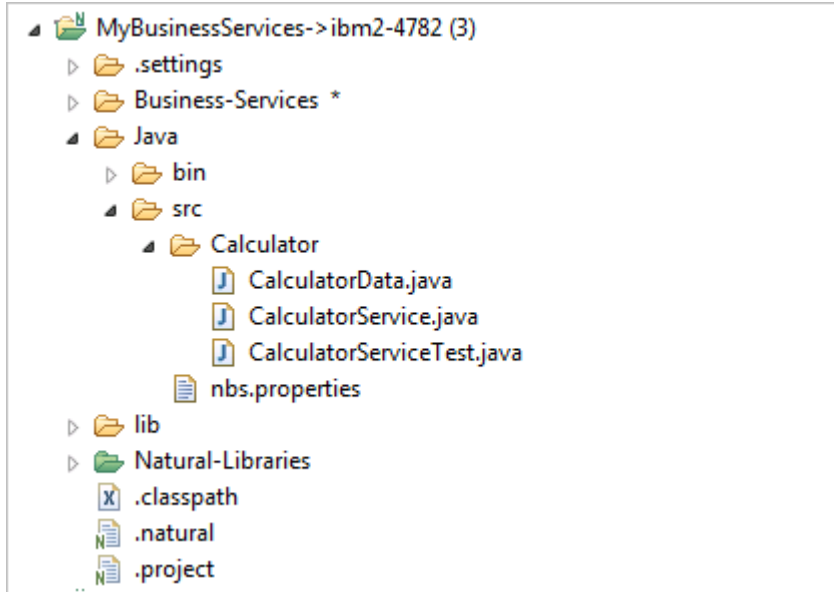 MyBusinessServices->ibm2-4782 (3)
.settings
Business-Services *
Java
bin
src
Calculator
CalculatorData.java
CalculatorService.java
CalculatorServiceTest.java
nbs.properties
lib
Natural-Libraries
.classpath
.natural
.project